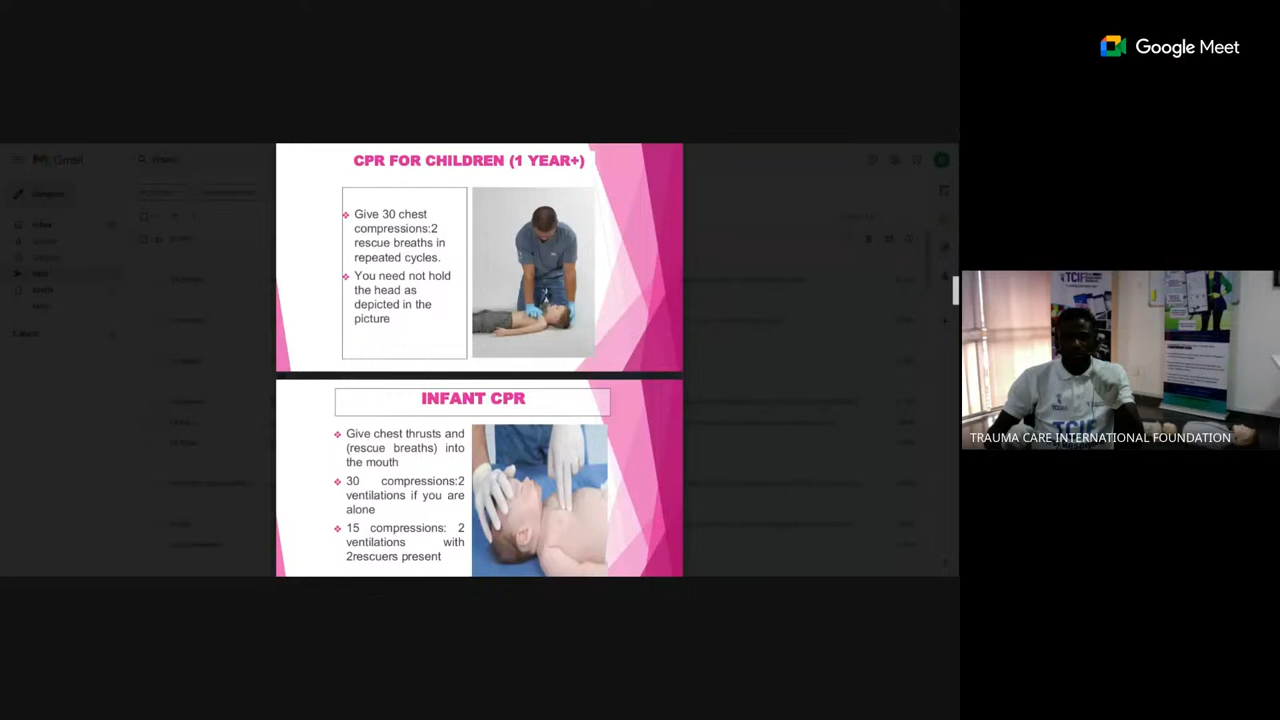 Google Meet
Gmail
CPR FOR CHILDREN (1 YEAR+)
Give 30 chest
compressions:2
rescue breaths in
repeated cycles.
You need not hold
the head as
depicted in the
picture
INFANT CPR
Give chest thrusts and
(rescue breaths) into
the mouth
30 compressions:2
ventilations if you are
alone
15 compressions: 2
ventilations with
2rescuers present
TCIF
TRAUMA CARE INTERNATIONAL FOUNDATION